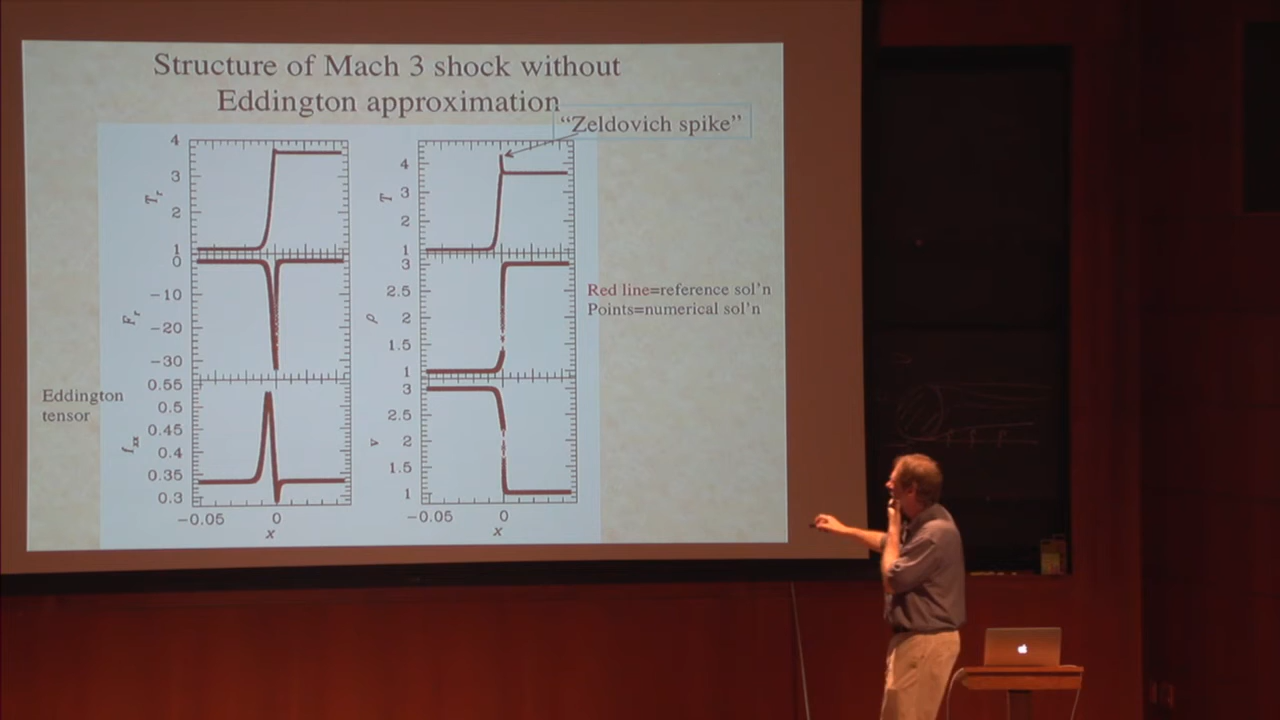 Structure of Mach 3 shock without
Eddington approximation
“Zeldovich spike”
4
3
2
1
T_r
0
−10
−20
−30
F_r
0.55
0.5
0.45
0.4
0.35
0.3
f_xx
Eddington
tensor
−0.05
0
x
4
3
2
1
T
3
2.5
2
1.5
1
ρ
3
2.5
2
1.5
1
v
−0.05
0
x
Red line=reference sol’n
Points=numerical sol’n